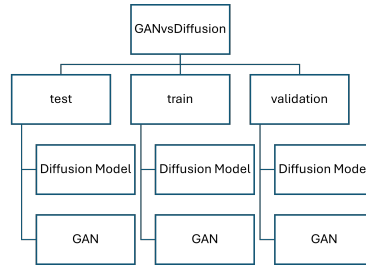 GANvsDiffusion
test
train
validation
Diffusion Model
Diffusion Model
Diffusion Mode
GAN
GAN
GAN